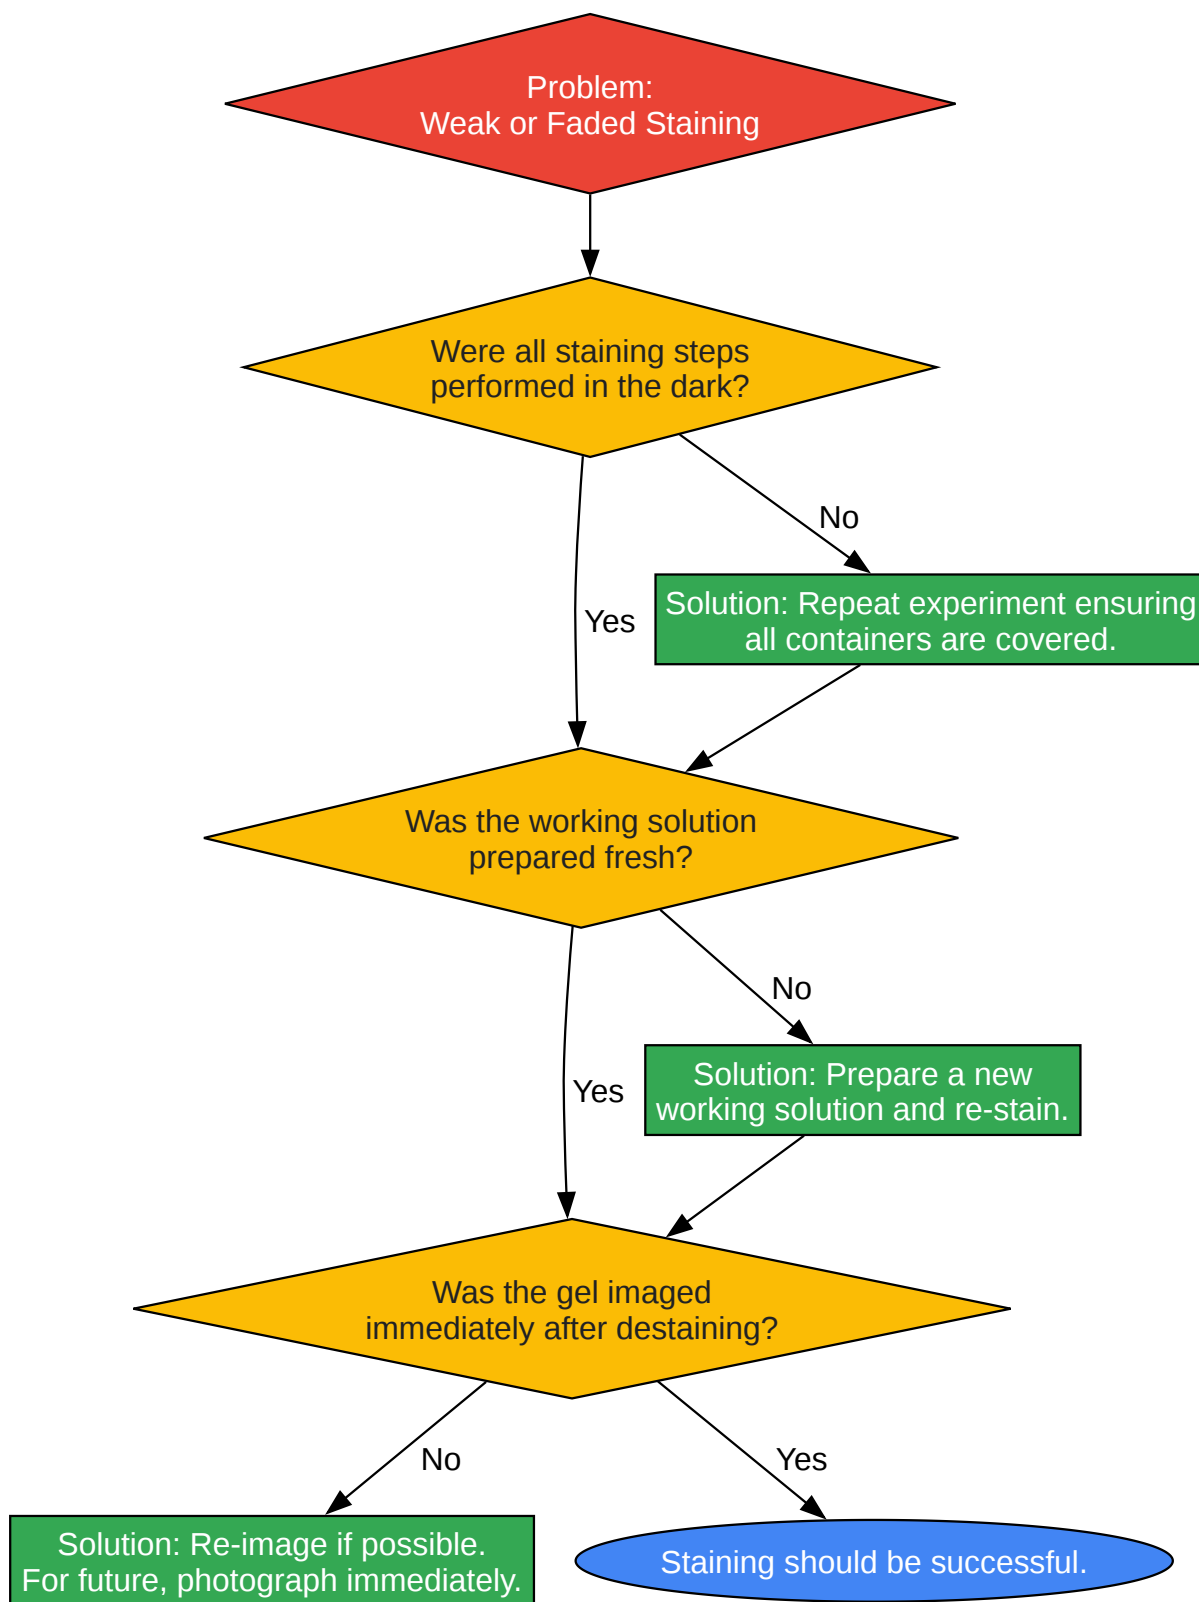 Problem:
Weak or Faded Staining
Were all staining steps
performed in the dark?
No
Solution: Repeat experiment ensuring
all containers are covered.
Yes
Was the working solution
prepared fresh?
No
Solution: Prepare a new
working solution and re-stain.
Yes
Was the gel imaged
immediately after destaining?
No
Yes
Solution: Re-image if possible.
For future, photograph immediately.
Staining should be successful.